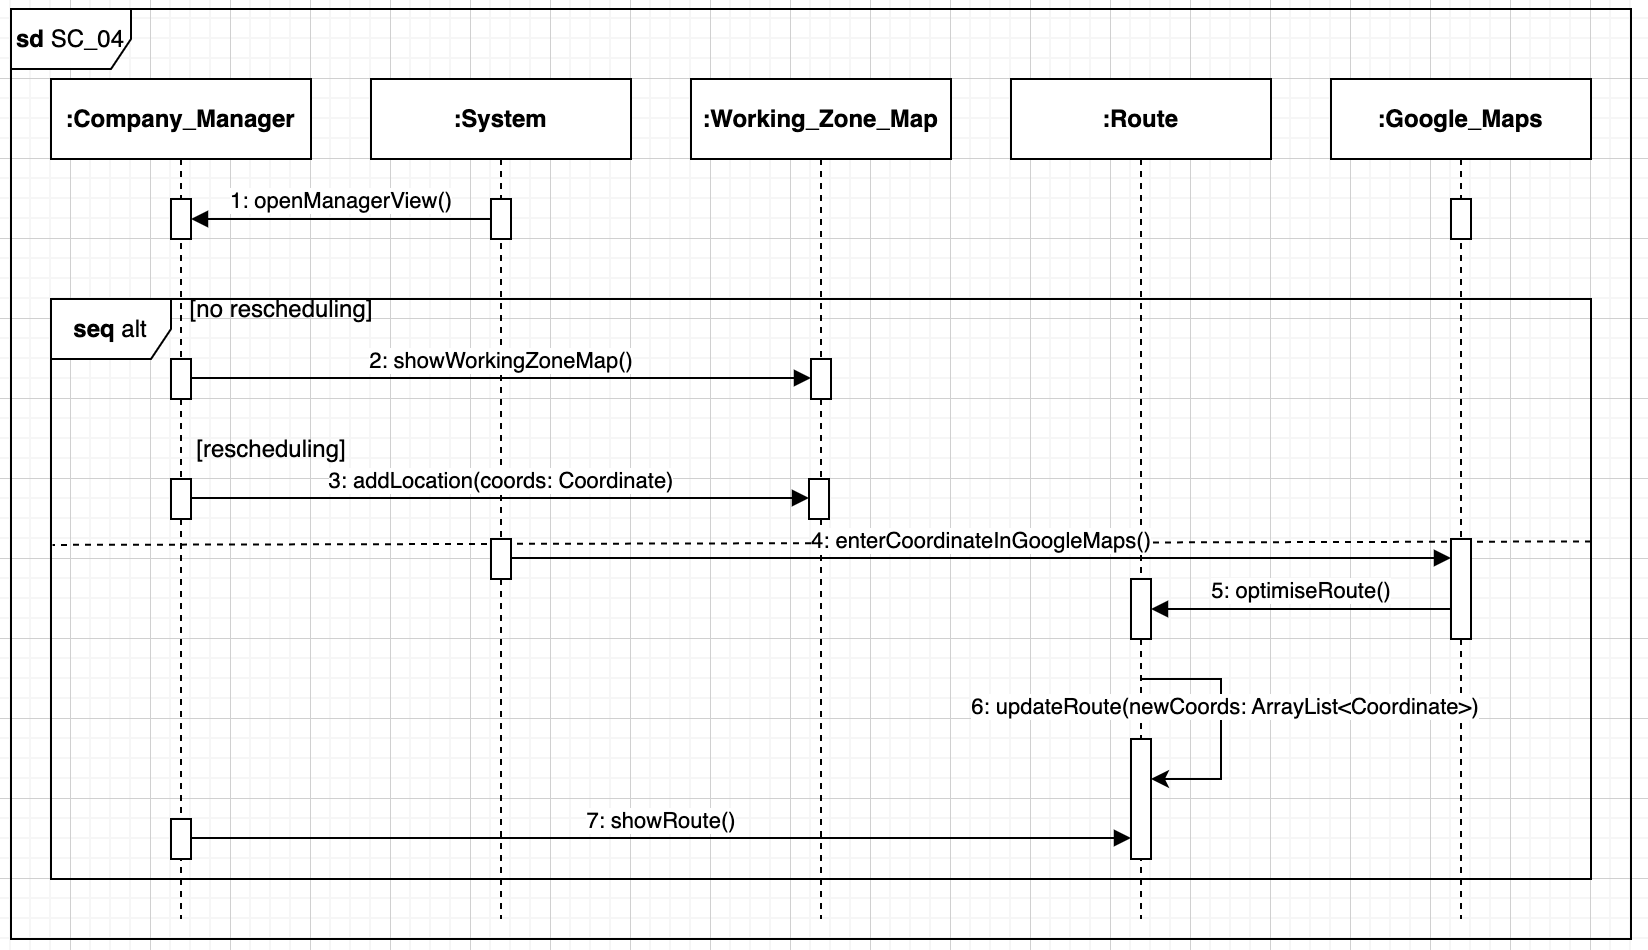 sd SC_04
:Company_Manager
:System
:Working_Zone_Map
:Route
:Google_Maps
1: openManagerView()
[no rescheduling]
seq alt
2: showWorkingZoneMap()
[rescheduling]
3: addLocation(coords: Coordinate)
4: enterCoordinateInGoogleMaps()
5: optimiseRoute()
6: updateRoute(newCoords: ArrayList<Coordinate>)
7: showRoute()